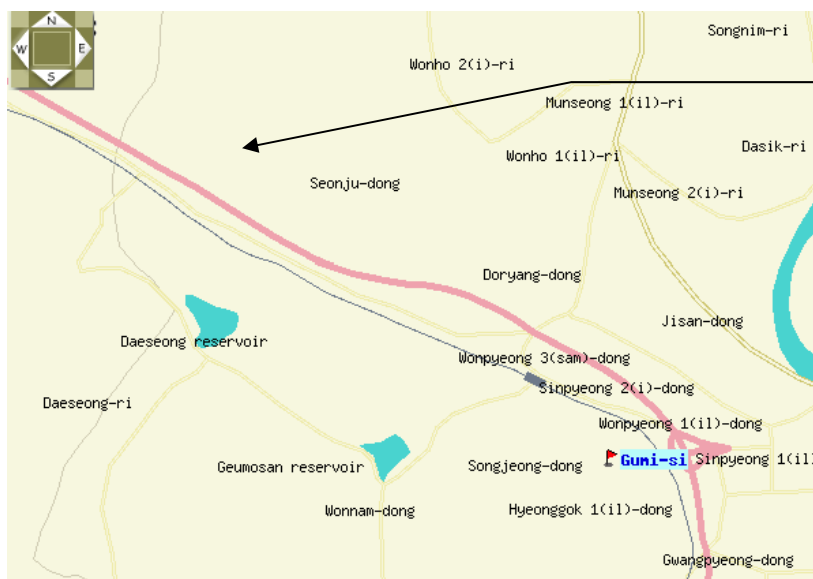 N
W E
S
Songnim-ri
Wonho 2(i)-ri
Munseong 1(il)-ri
Dasik-ri
Wonho 1(il)-ri
Seonju-dong
Munseong 2(i)-ri
Doryang-dong
Jisan-dong
Daeseong reservoir
Wonpyeong 3(sam)-dong
Sinpyeong 2(i)-dong
Daeseong-ri
Wonpyeong 1(il)-dong
Geumosan reservoir
Songjeong-dong
Gumi-si
Sinpyeong 1(il)
Wonnam-dong
Hyeonggok 1(il)-dong
Gwangpyeong-dong